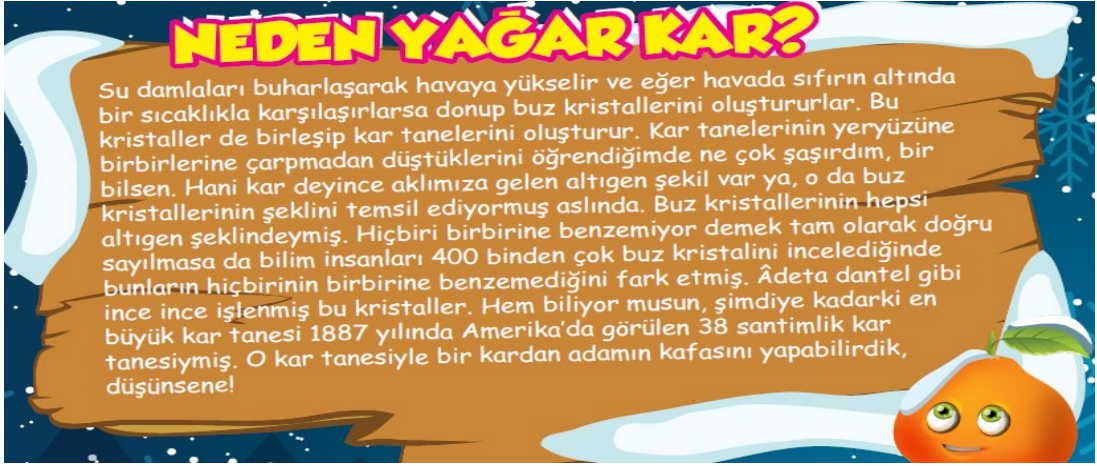 NEDEN YAĞAR KAR?
Su damlaları buharlaşarak havaya yükselir ve eğer havada sıfırın altında
bir sıcaklıkla karşılaşırlarsa donup buz kristallerini oluştururlar. Bu
kristaller de birleşip kar tanelerini oluşturur. Kar tanelerinin yeryüzüne
birbirlerine çarpmadan düştüklerini öğrendiğimde ne çok şaşırdım, bir
bilsen. Hani kar deyince aklımıza gelen altıgen şekil var ya, o da buz
kristallerinin şeklini temsil ediyormuş aslında. Buz kristallerinin hepsi
altıgen şeklindeymiş. Hiçbiri birbirine benzemiyor demek tam olarak doğru
sayılmasa da bilim insanları 400 binden çok buz kristalini incelediğinde
bunların hiçbirinin birbirine benzemediğini fark etmiş. Âdeta dantel gibi
ince ince işlenmiş bu kristaller. Hem biliyor musun, şimdiye kadarki en
büyük kar tanesi 1887 yılında Amerika'da görülen 38 santimlik kar
tanesiymiş. O kar tanesiyle bir kardan adamın kafasını yapabilirdik,
düşünsene!